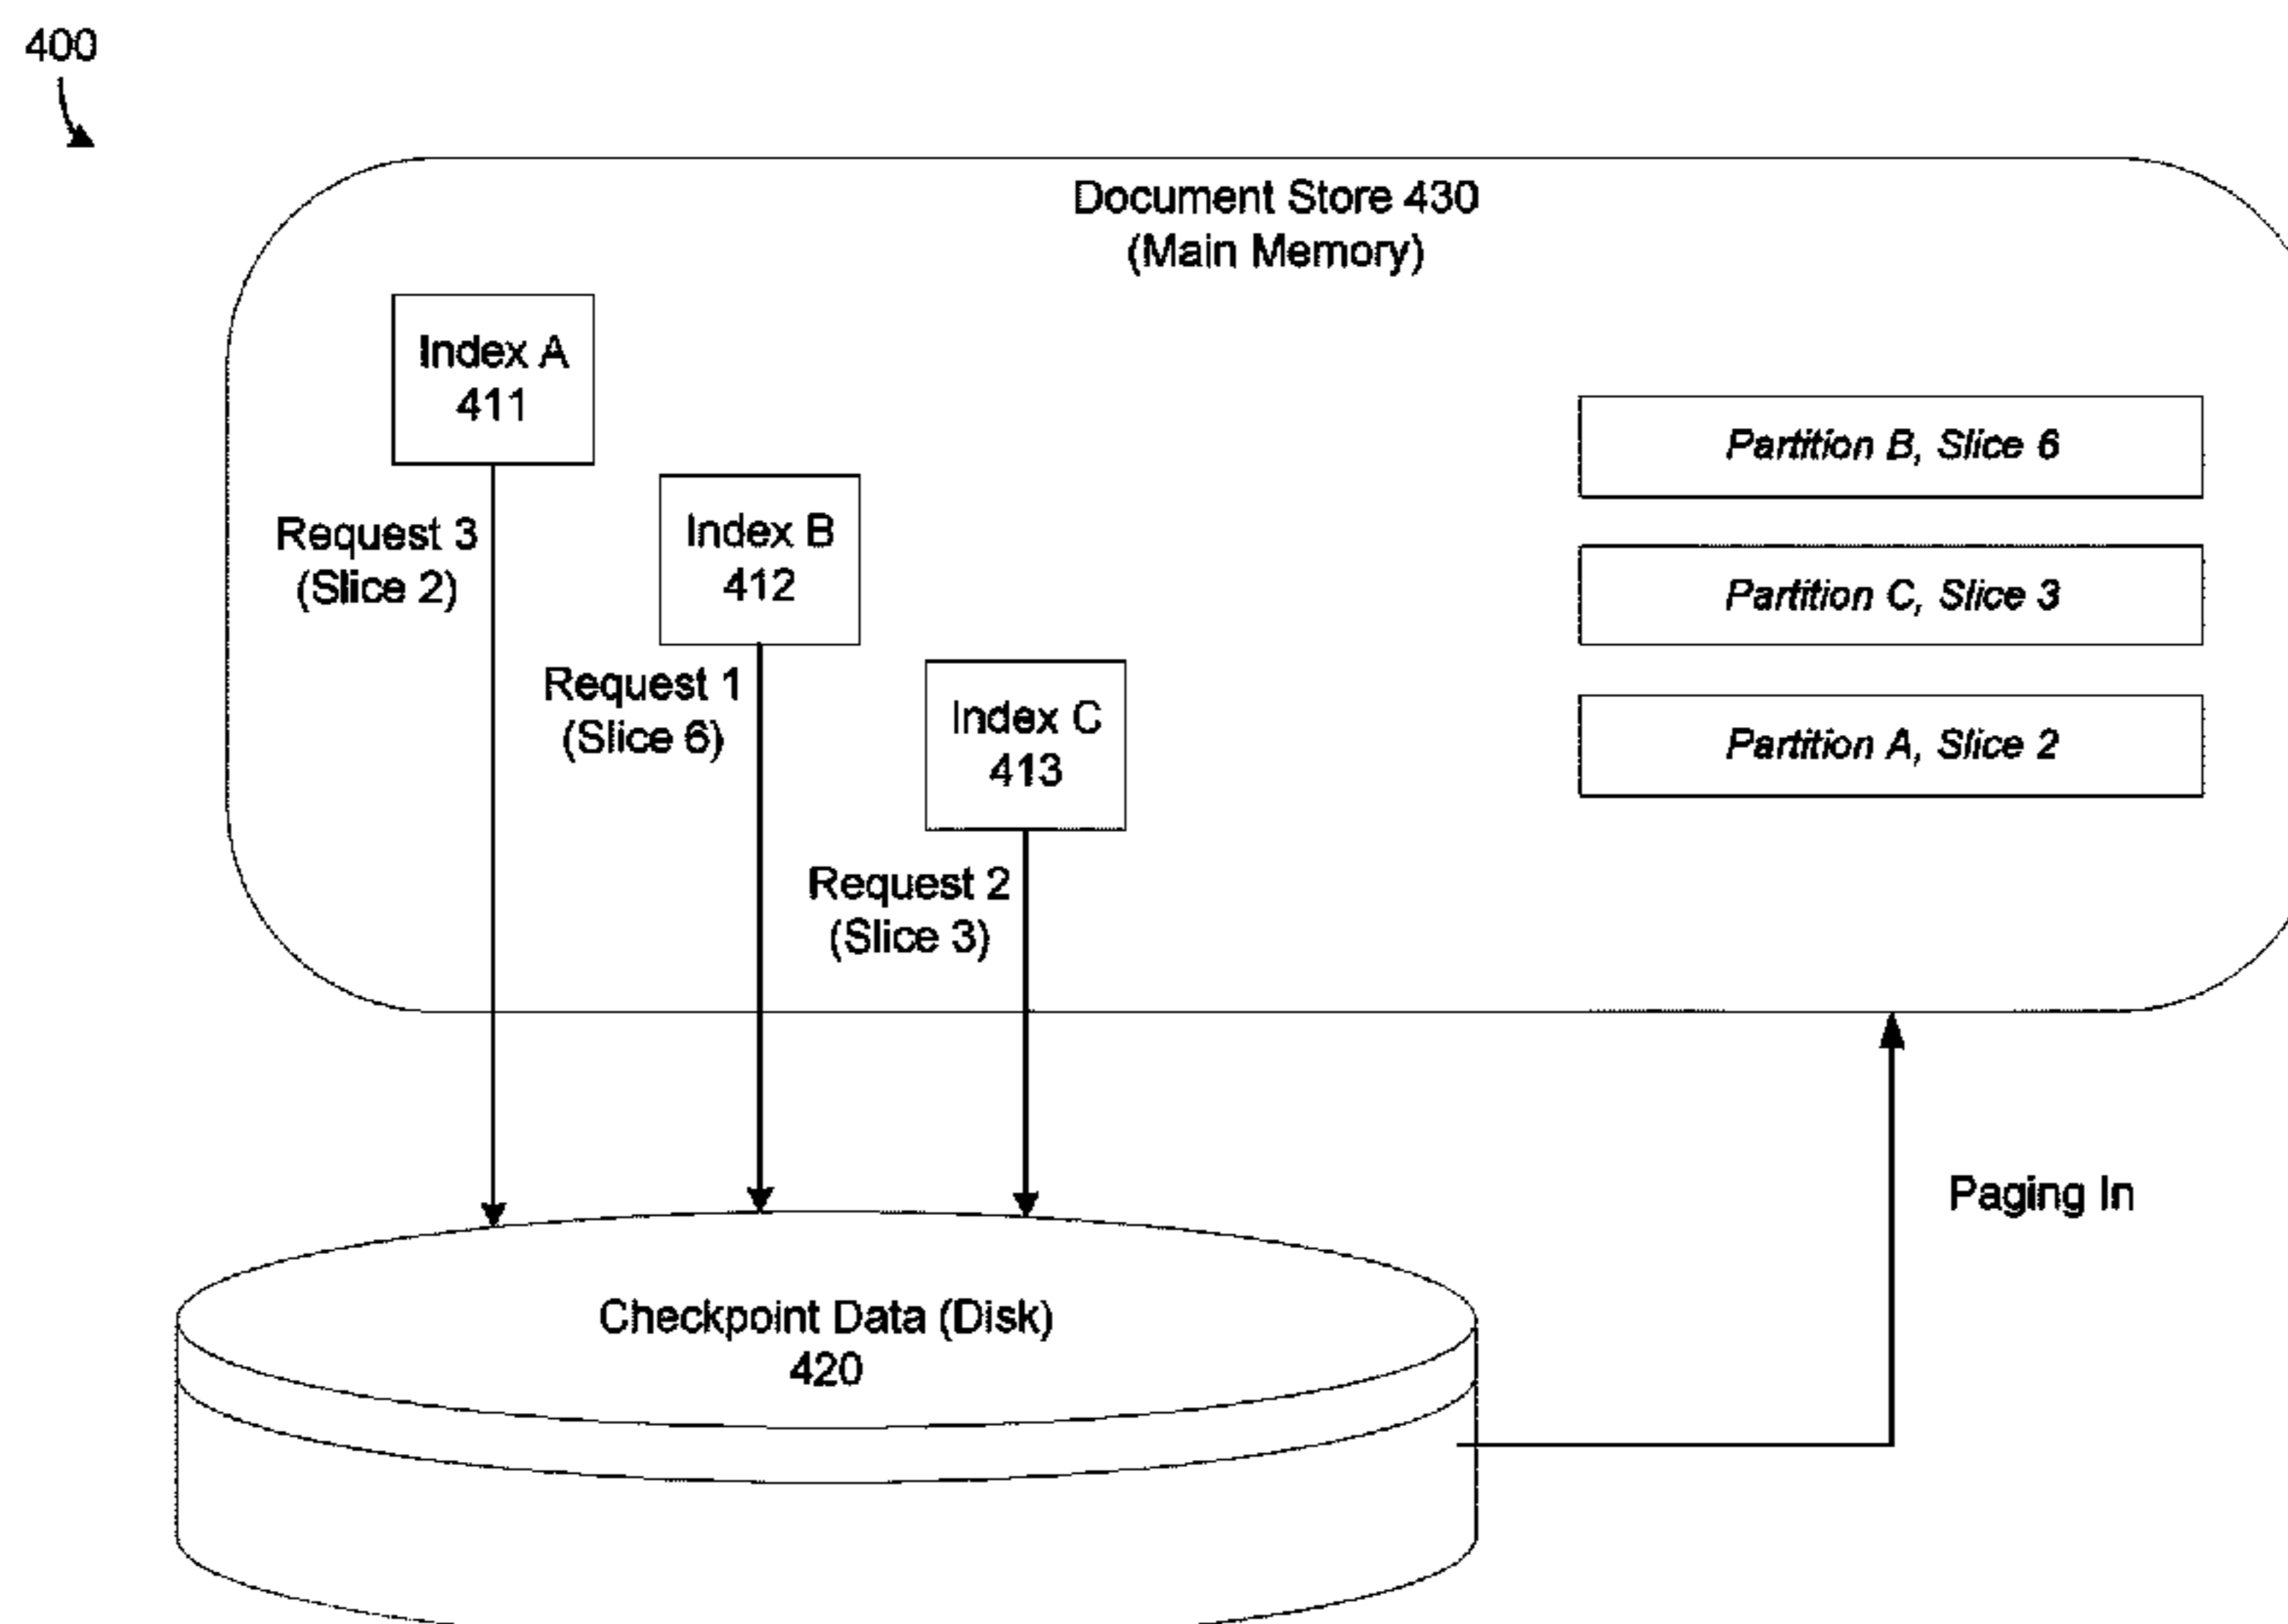 400
Document Store 430
(Main Memory)
Index A
411
Request 3
(Slice 2)
Index B
412
Request 1
(Slice 6)
Index C
413
Request 2
(Slice 3)
Partition B, Slice 6
Partition C, Slice 3
Partition A, Slice 2
Paging In
Checkpoint Data (Disk)
420